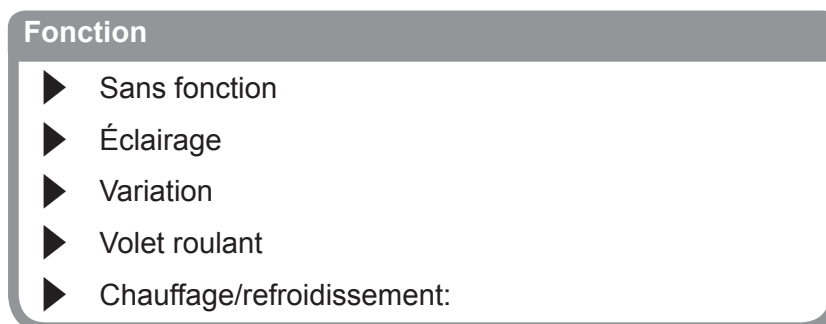 Fonction
Sans fonction
Éclairage
Variation
Volet roulant
Chauffage/refroidissement: